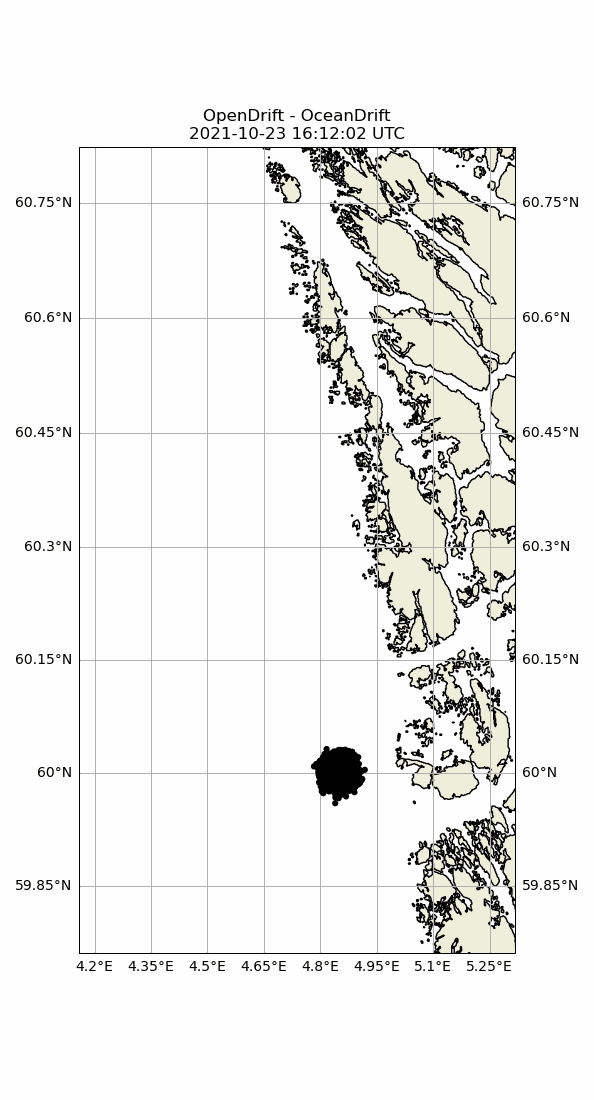 OpenDrift - OceanDrift
2021-10-23 16:12:02 UTC
60.75°N 60.75°N
60.6°N 60.6°N
60.45°N 60.45°N
60.3°N 60.3°N
60.15°N 60.15°N
60°N 60°N
59.85°N 59.85°N
4.2°E 4.35°E 4.5°E 4.65°E 4.8°E 4.95°E 5.1°E 5.25°E